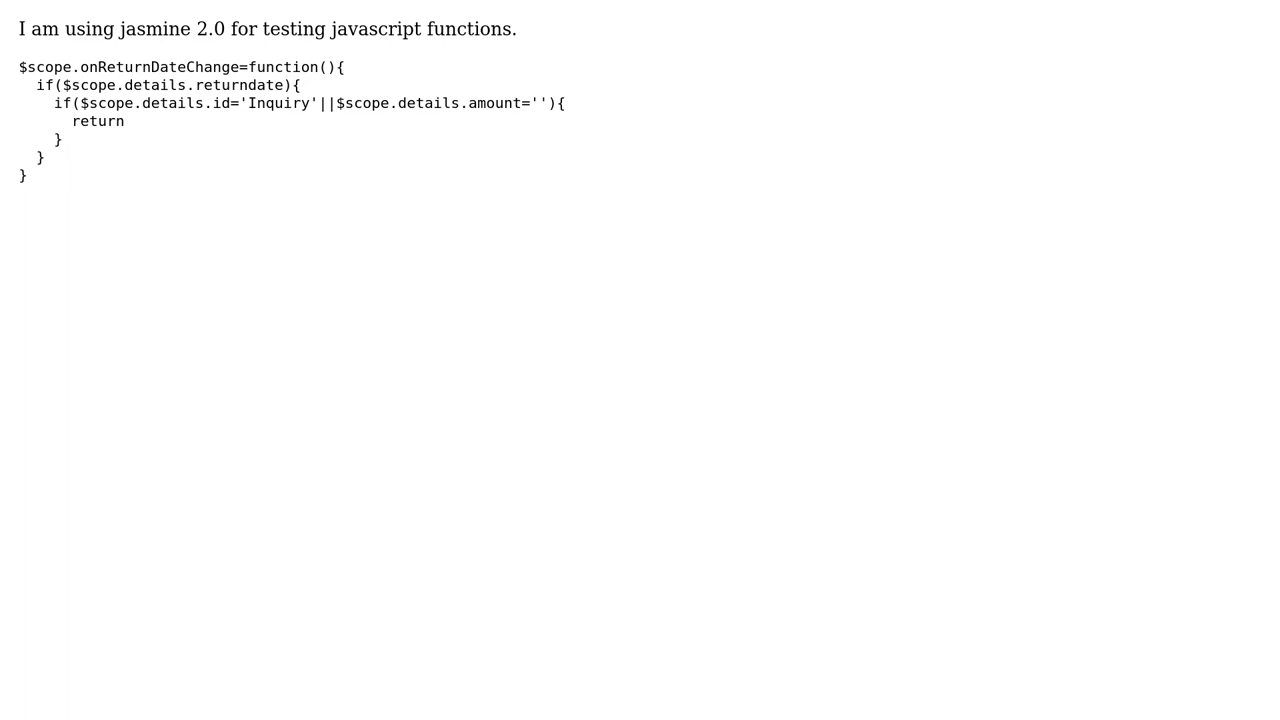 I am using jasmine 2.0 for testing javascript functions.
$scope.onReturnDateChange=function(){
  if($scope.details.returndate){
    if($scope.details.id='Inquiry'||$scope.details.amount=''){
      return
    }
  }
}